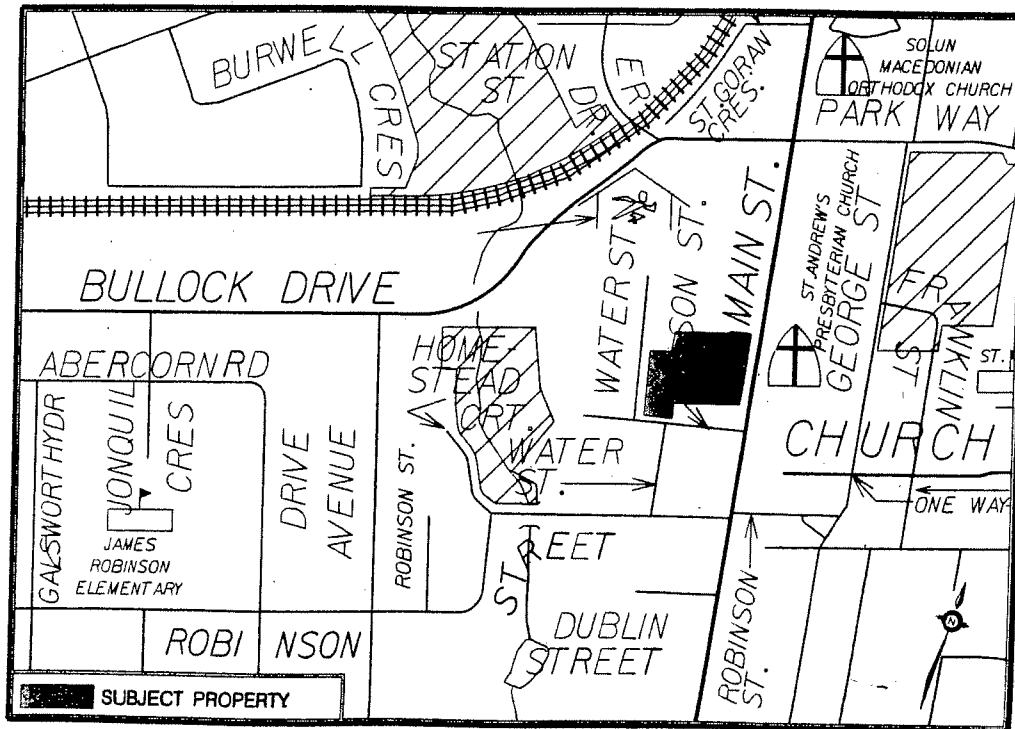 BURWELL CRES
STATION
ST
ER
DR.
ST. GORAN
CRES.
SOLUN
MACEDONIAN
ORTHODOX CHURCH
PARK WAY
BULLOCK DRIVE
WATER ST
SON ST.
MAIN ST.
ST. ANDREW'S
PRESBYTERIAN CHURCH
GEORGE ST
FRANKLIN
ST
ST.
ABERCORN RD
HOME-
STEAD
CRT.
WATER
ST.
CHURCH
ONE WAY
GALSWORTHY DR
JONQUIL
CRES
JAMES
ROBINSON
ELEMENTARY
DRIVE
AVENUE
ROBINSON ST.
STREET
DUBLIN
STREET
ROBINSON
ST.
N
ROBINSON
SUBJECT PROPERTY